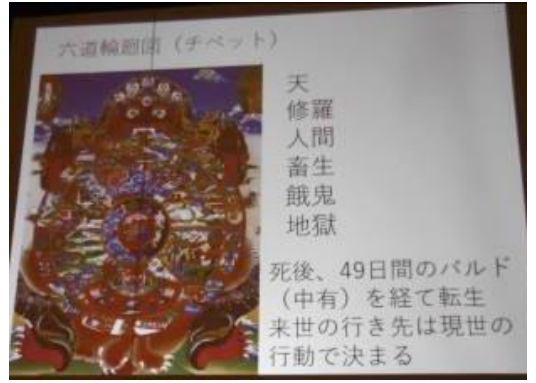 六道輪廻図（チベット）
天
修羅
人間
畜生
餓鬼
地獄
死後、49日間のバルド
（中有）を経て転生
来世の行き先は現世の
行動で決まる